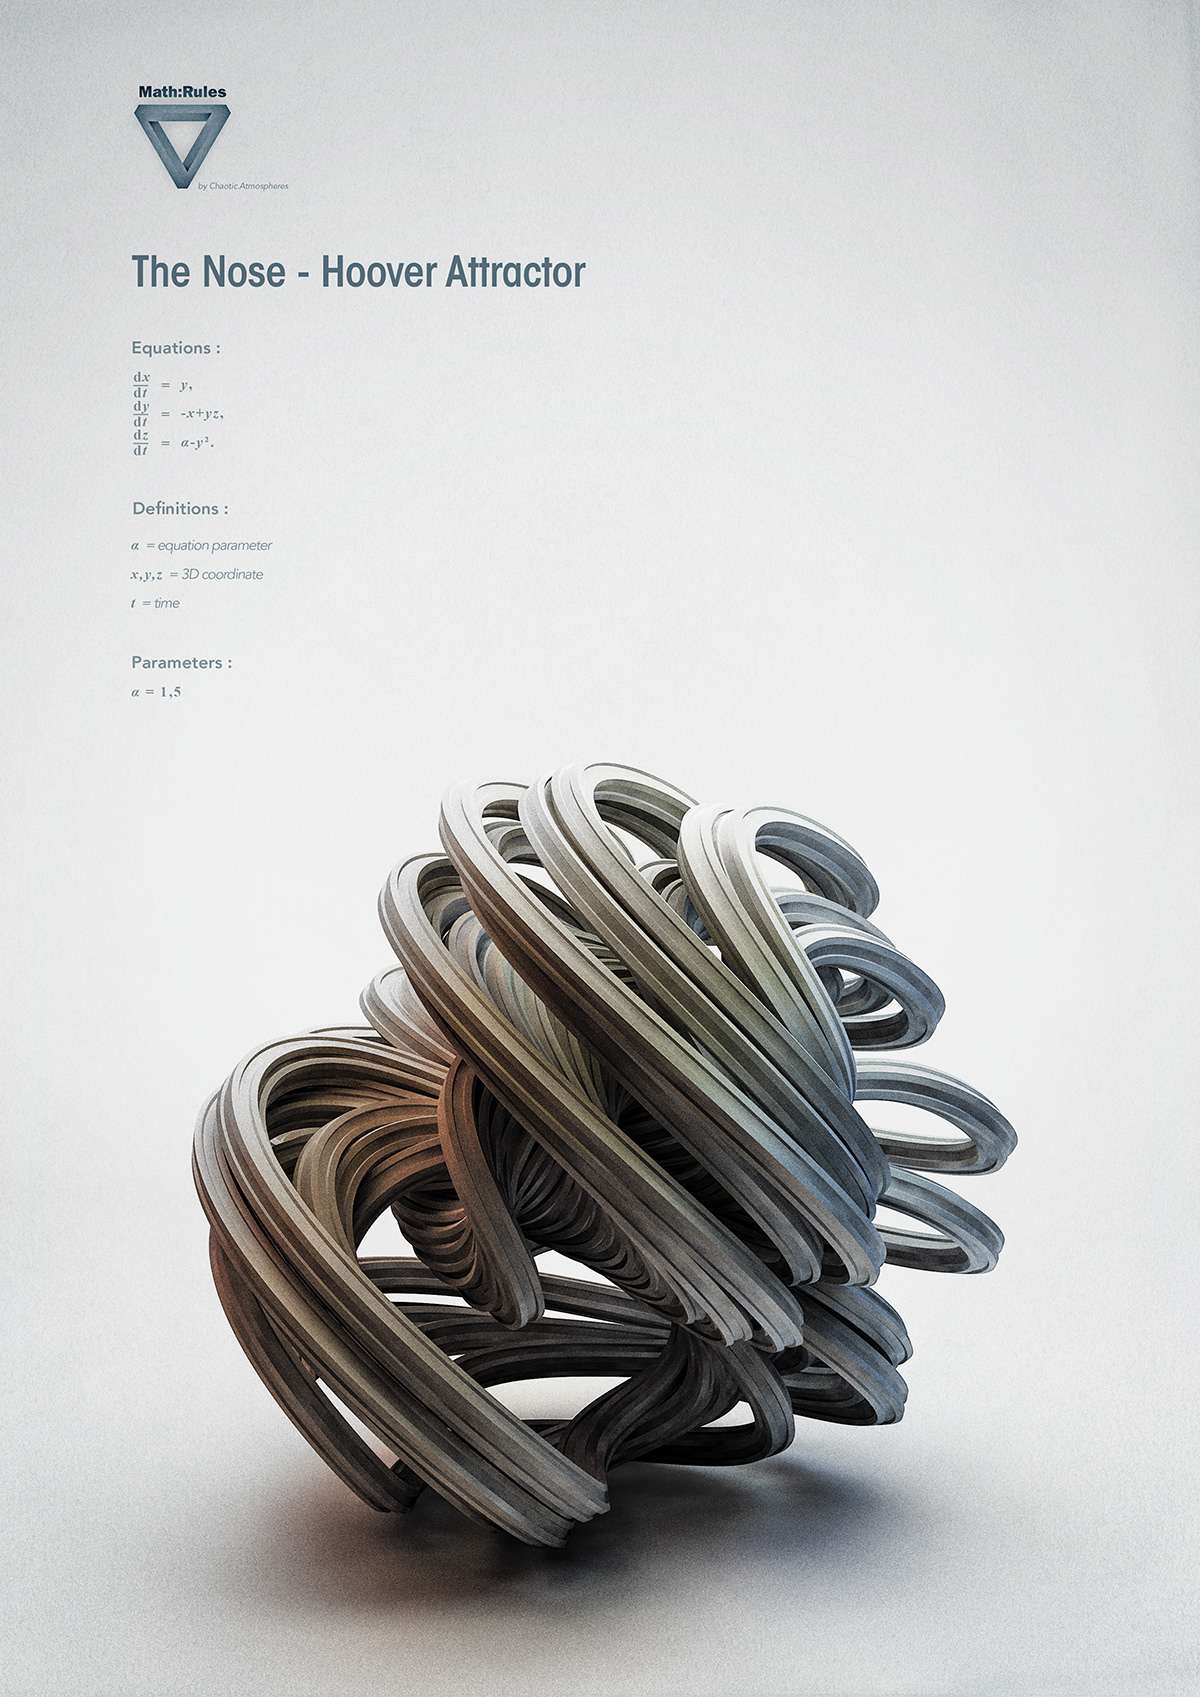 Math:Rules
by Chaotic Atmospheres
The Nose - Hoover Attractor
Equations :
dx/dt = y,
dy/dt = -x+yz,
dz/dt = α-y².
Definitions :
α = equation parameter
x,y,z = 3D coordinate
t = time
Parameters :
α = 1,5